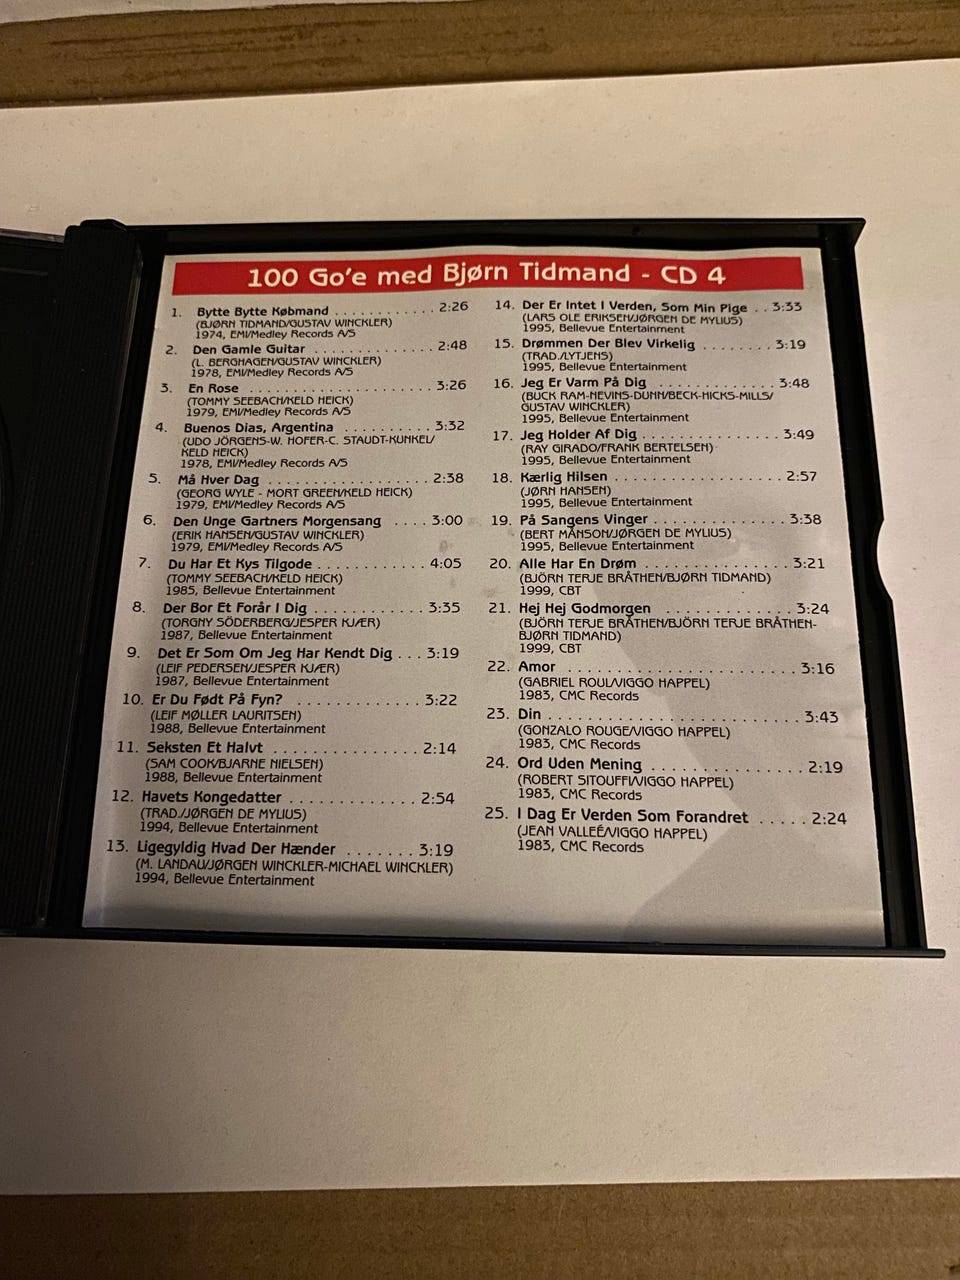 100 Go'e med Bjørn Tidmand - CD 4
1. Bytte Bytte Købmand . . . . . . . . . . . . 2:26
(BJØRN TIDMAND/GUSTAV WINCKLER)
1974, EMI/Medley Records A/S
2. Den Gamle Guitar . . . . . . . . . . . . . . 2:48
(L. BERGHAGEN/GUSTAV WINCKLER)
1978, EMI/Medley Records A/S
3. En Rose . . . . . . . . . . . . . . . . . . . . . 3:26
(TOMMY SEEBACH/KELD HEICK)
1979, EMI/Medley Records A/S
4. Buenos Dias, Argentina . . . . . . . . . . 3:32
(UDO JÖRGENS-W. HOFER-C. STAUDT-KUNKEL/
KELD HEICK)
1978, EMI/Medley Records A/S
5. Må Hver Dag . . . . . . . . . . . . . . . . . . 2:38
(GEORG WYLE - MORT GREEN/KELD HEICK)
1979, EMI/Medley Records A/S
6. Den Unge Gartners Morgensang . . . . 3:00
(ERIK HANSEN/GUSTAV WINCKLER)
1979, EMI/Medley Records A/S
7. Du Har Et Kys Tilgode . . . . . . . . . . . 4:05
(TOMMY SEEBACH/KELD HEICK)
1985, Bellevue Entertainment
8. Der Bor Et Forår I Dig . . . . . . . . . . . 3:35
(TORGNY SÖDERBERG/JESPER KJÆR)
1987, Bellevue Entertainment
9. Det Er Som Om Jeg Har Kendt Dig . . . 3:19
(LEIF PEDERSEN/JESPER KJÆR)
1987, Bellevue Entertainment
10. Er Du Født På Fyn? . . . . . . . . . . . . 3:22
(LEIF MØLLER LAURITSEN)
1988, Bellevue Entertainment
11. Seksten Et Halvt . . . . . . . . . . . . . . . 2:14
(SAM COOK/BJARNE NIELSEN)
1988, Bellevue Entertainment
12. Havets Kongedatter . . . . . . . . . . . . . 2:54
(TRAD./JØRGEN DE MYLIUS)
1994, Bellevue Entertainment
13. Ligegyldig Hvad Der Hænder . . . . . . . 3:19
(M. LANDAU/JØRGEN WINCKLER-MICHAEL WINCKLER)
1994, Bellevue Entertainment
14. Der Er Intet I Verden, Som Min Pige . . 3:33
(LARS OLE ERIKSEN/JØRGEN DE MYLIUS)
1995, Bellevue Entertainment
15. Drømmen Der Blev Virkelig . . . . . . . . 3:19
(TRAD./LYTJENS)
1995, Bellevue Entertainment
16. Jeg Er Varm På Dig . . . . . . . . . . . . . 3:48
(BUCK RAM-NEVINS-DUNN/BECK-HICKS-MILLS/
GUSTAV WINCKLER)
1995, Bellevue Entertainment
17. Jeg Holder Af Dig . . . . . . . . . . . . . . . 3:49
(RAY GIRADO/FRANK BERTELSEN)
1995, Bellevue Entertainment
18. Kærlig Hilsen . . . . . . . . . . . . . . . . . . 2:57
(JØRN HANSEN)
1995, Bellevue Entertainment
19. På Sangens Vinger . . . . . . . . . . . . . . 3:38
(BERT MÅNSON/JØRGEN DE MYLIUS)
1995, Bellevue Entertainment
20. Alle Har En Drøm . . . . . . . . . . . . . . . 3:21
(BJÖRN TERJE BRÅTHEN/BJØRN TIDMAND)
1999, CBT
21. Hej Hej Godmorgen . . . . . . . . . . . . . 3:24
(BJÖRN TERJE BRÅTHEN/BJÖRN TERJE BRÅTHEN-
BJØRN TIDMAND)
1999, CBT
22. Amor . . . . . . . . . . . . . . . . . . . . . . . 3:16
(GABRIEL ROUL/VIGGO HAPPEL)
1983, CMC Records
23. Din . . . . . . . . . . . . . . . . . . . . . . . . . 3:43
(GONZALO ROUGE/VIGGO HAPPEL)
1983, CMC Records
24. Ord Uden Mening . . . . . . . . . . . . . . . 2:19
(ROBERT SITOUFFI/VIGGO HAPPEL)
1983, CMC Records
25. I Dag Er Verden Som Forandret . . . . . 2:24
(JEAN VALLEÉ/VIGGO HAPPEL)
1983, CMC Records